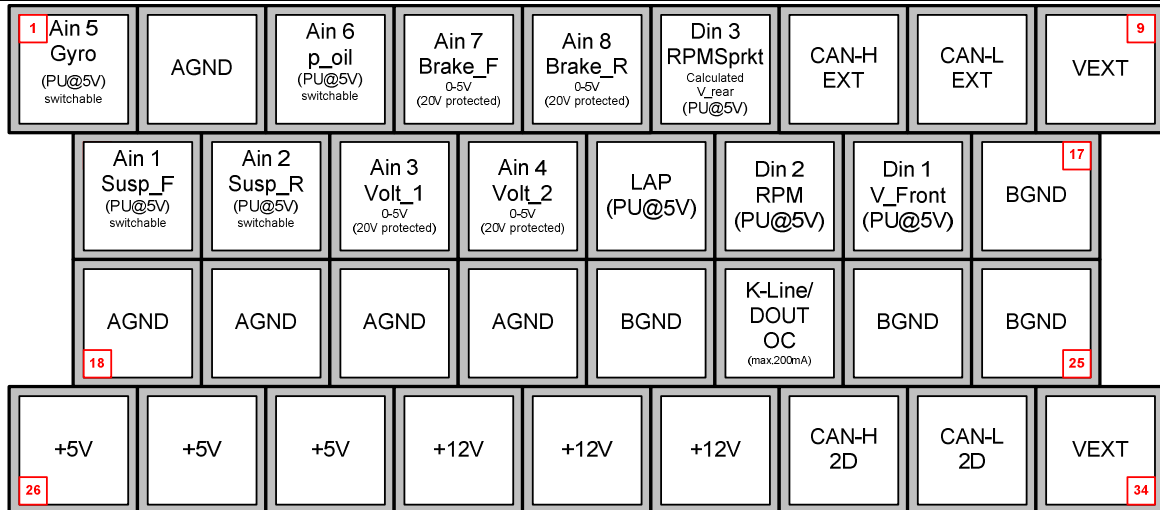 1
Ain 5
Gyro
(PU@5V)
switchable
AGND
Ain 6
p_oil
(PU@5V)
switchable
Ain 7
Brake_F
0-5V
(20V protected)
Ain 8
Brake_R
0-5V
(20V protected)
Din 3
RPMSprkt
Calculated
V_rear
(PU@5V)
CAN-H
EXT
CAN-L
EXT
9
VEXT
Ain 1
Susp_F
(PU@5V)
switchable
Ain 2
Susp_R
(PU@5V)
switchable
Ain 3
Volt_1
0-5V
(20V protected)
Ain 4
Volt_2
0-5V
(20V protected)
LAP
(PU@5V)
Din 2
RPM
(PU@5V)
Din 1
V_Front
(PU@5V)
17
BGND
AGND
18
AGND
AGND
AGND
BGND
K-Line/
DOUT
OC
(max,200mA)
BGND
BGND
25
+5V
26
+5V
+5V
+12V
+12V
+12V
CAN-H
2D
CAN-L
2D
VEXT
34